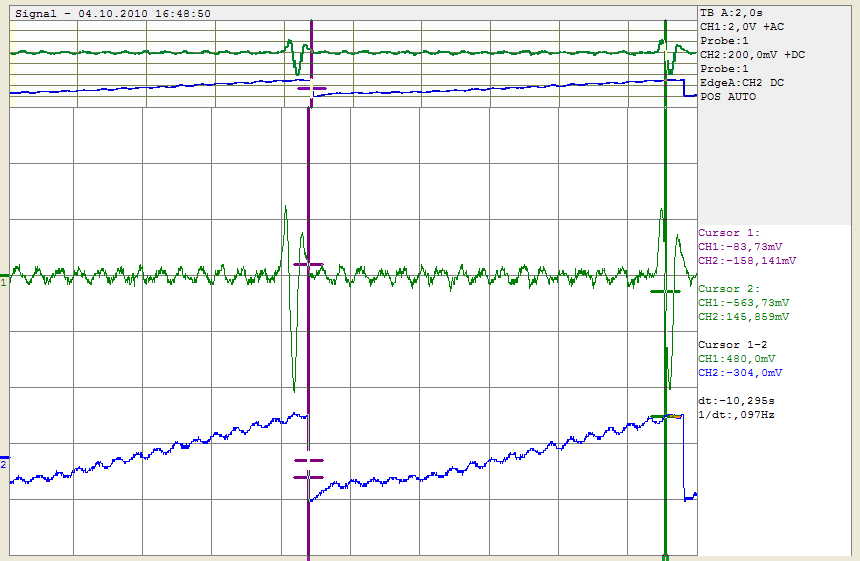 Signal - 04.10.2010 16:48:50
TB A:2,0s
CH1:2,0V +AC
Probe:1
CH2:200,0mV +DC
Probe:1
EdgeA:CH2 DC
POS AUTO
Cursor 1:
CH1:-83,73mV
CH2:-158,141mV
Cursor 2:
CH1:-563,73mV
CH2:145,859mV
Cursor 1-2
CH1:480,0mV
CH2:-304,0mV
dt:-10,295s
1/dt:,097Hz
1
2